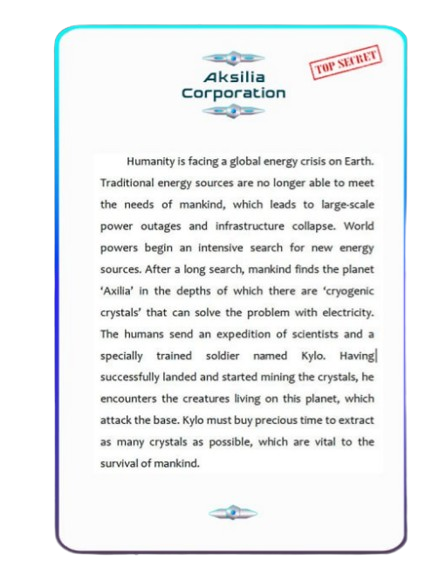 Aksilia
Corporation
TOP SECRET
Humanity is facing a global energy crisis on Earth.
Traditional energy sources are no longer able to meet
the needs of mankind, which leads to large-scale
power outages and infrastructure collapse. World
powers begin an intensive search for new energy
sources. After a long search, mankind finds the planet
‘Axilia’ in the depths of which there are ‘cryogenic
crystals’ that can solve the problem with electricity.
The humans send an expedition of scientists and a
specially trained soldier named Kylo. Having
successfully landed and started mining the crystals, he
encounters the creatures living on this planet, which
attack the base. Kylo must buy precious time to extract
as many crystals as possible, which are vital to the
survival of mankind.